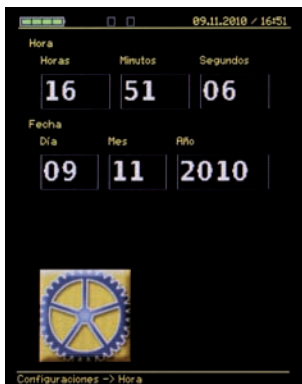 09.11.2010 / 16:51
Hora
Horas Minutos Segundos
16 51 06
Fecha
Día Mes Año
09 11 2010
Configuraciones -> Hora